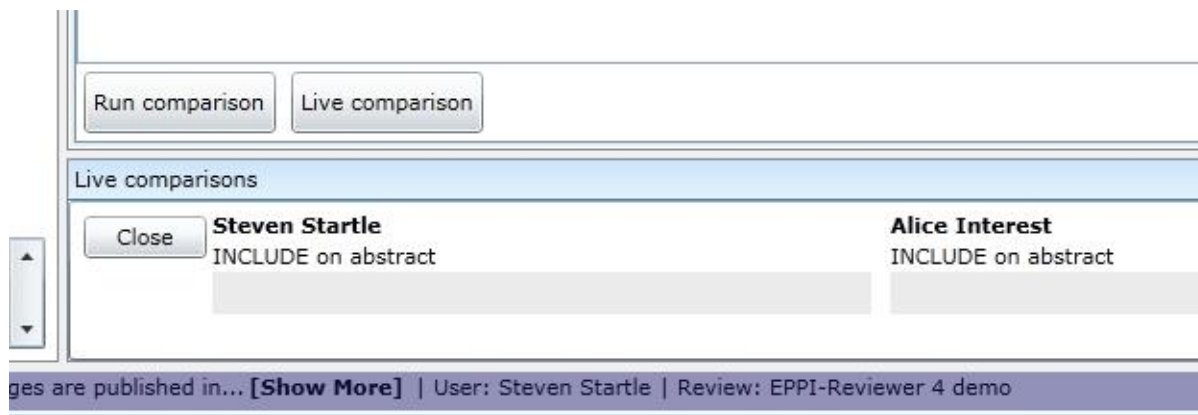 Run comparison Live comparison
Live comparisons
Close
Steven Startle
INCLUDE on abstract
Alice Interest
INCLUDE on abstract
ges are published in... [Show More] | User: Steven Startle | Review: EPPI-Reviewer 4 demo